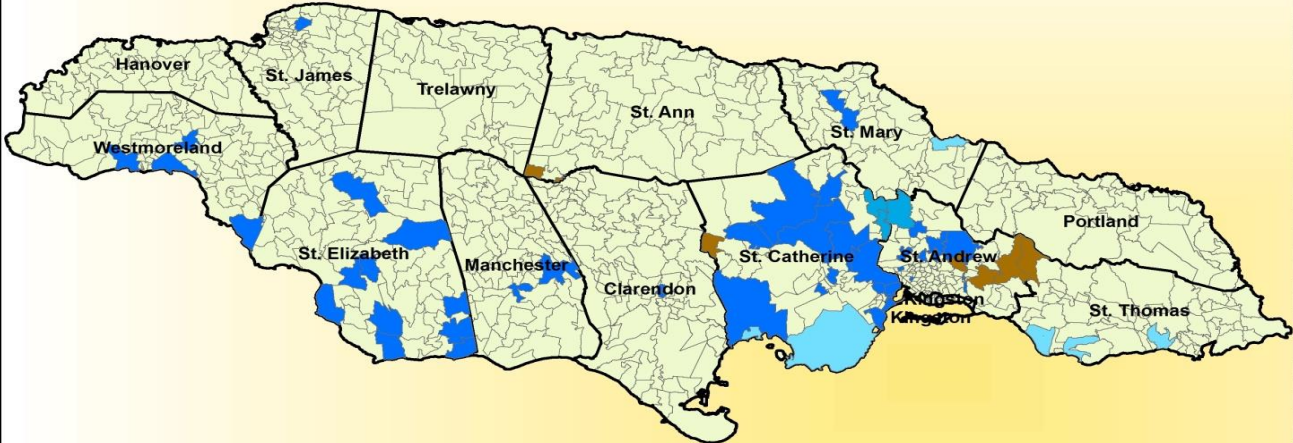 Hanover
St. James
Trelawny
St. Ann
St. Mary
Westmoreland
Portland
St. Elizabeth
Manchester
St. Catherine
St. Andrew
Clarendon
Kingston
St. Thomas
Kingston